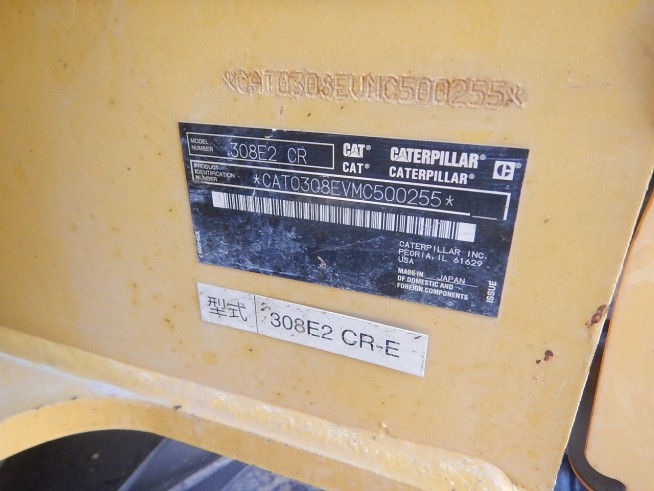 *CAT0308EVMC500255*
MODEL NUMBER 308E2 CR
CAT® CATERPILLAR®
CAT® CATERPILLAR®
PRODUCT IDENTIFICATION NUMBER
*CAT0308EVMC500255*
CATERPILLAR INC.
PEORIA, IL 61629
USA
MADE IN JAPAN
OF DOMESTIC AND
FOREIGN COMPONENTS
ISSUE
型式 308E2 CR-E